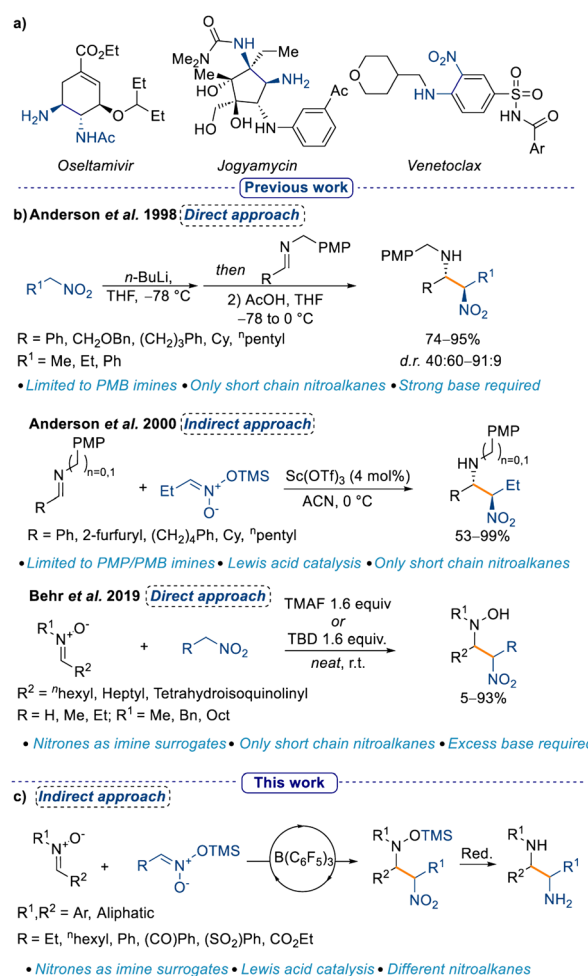 a)
CO₂Et
Et
O
Et
H₂N
NHAc
Oseltamivir
O
Me₂N
NH
Me
Me
HO
NH₂
HO
OH
HN
Ac
Jogyamycin
O
NO₂
HN
O
S
O
NH
O
Ar
Venetoclax
Previous work
b) Anderson et al. 1998 Direct approach
R¹ NO₂
n-BuLi,
THF, −78 °C
then
N PMP
R
2) AcOH, THF
−78 to 0 °C
PMP NH
R R¹
NO₂
74–95%
d.r. 40:60–91:9
R = Ph, CH₂OBn, (CH₂)₃Ph, Cy, ⁿpentyl
R¹ = Me, Et, Ph
• Limited to PMB imines • Only short chain nitroalkanes • Strong base required
Anderson et al. 2000 Indirect approach
PMP
N ( )n=0,1
R
+
Et N⁺ OTMS
O⁻
Sc(OTf)₃ (4 mol%)
ACN, 0 °C
PMP
HN ( )n=0,1
R Et
NO₂
53–99%
R = Ph, 2-furfuryl, (CH₂)₄Ph, Cy, ⁿpentyl
• Limited to PMP/PMB imines • Lewis acid catalysis • Only short chain nitroalkanes
Behr et al. 2019 Direct approach
R¹ N⁺ O⁻
R²
+
R NO₂
TMAF 1.6 equiv
or
TBD 1.6 equiv.
neat, r.t.
R¹ N OH
R² R
NO₂
5–93%
R² = ⁿhexyl, Heptyl, Tetrahydroisoquinolinyl
R = H, Me, Et; R¹ = Me, Bn, Oct
• Nitrones as imine surrogates • Only short chain nitroalkanes • Excess base required
This work
c) Indirect approach
R¹ N⁺ O⁻
R²
+
R N⁺ OTMS
O⁻
B(C₆F₅)₃
R¹ N OTMS
R² R¹
NO₂
Red.
R¹ NH
R² R¹
NH₂
R¹,R² = Ar, Aliphatic
R = Et, ⁿhexyl, Ph, (CO)Ph, (SO₂)Ph, CO₂Et
• Nitrones as imine surrogates • Lewis acid catalysis • Different nitroalkanes